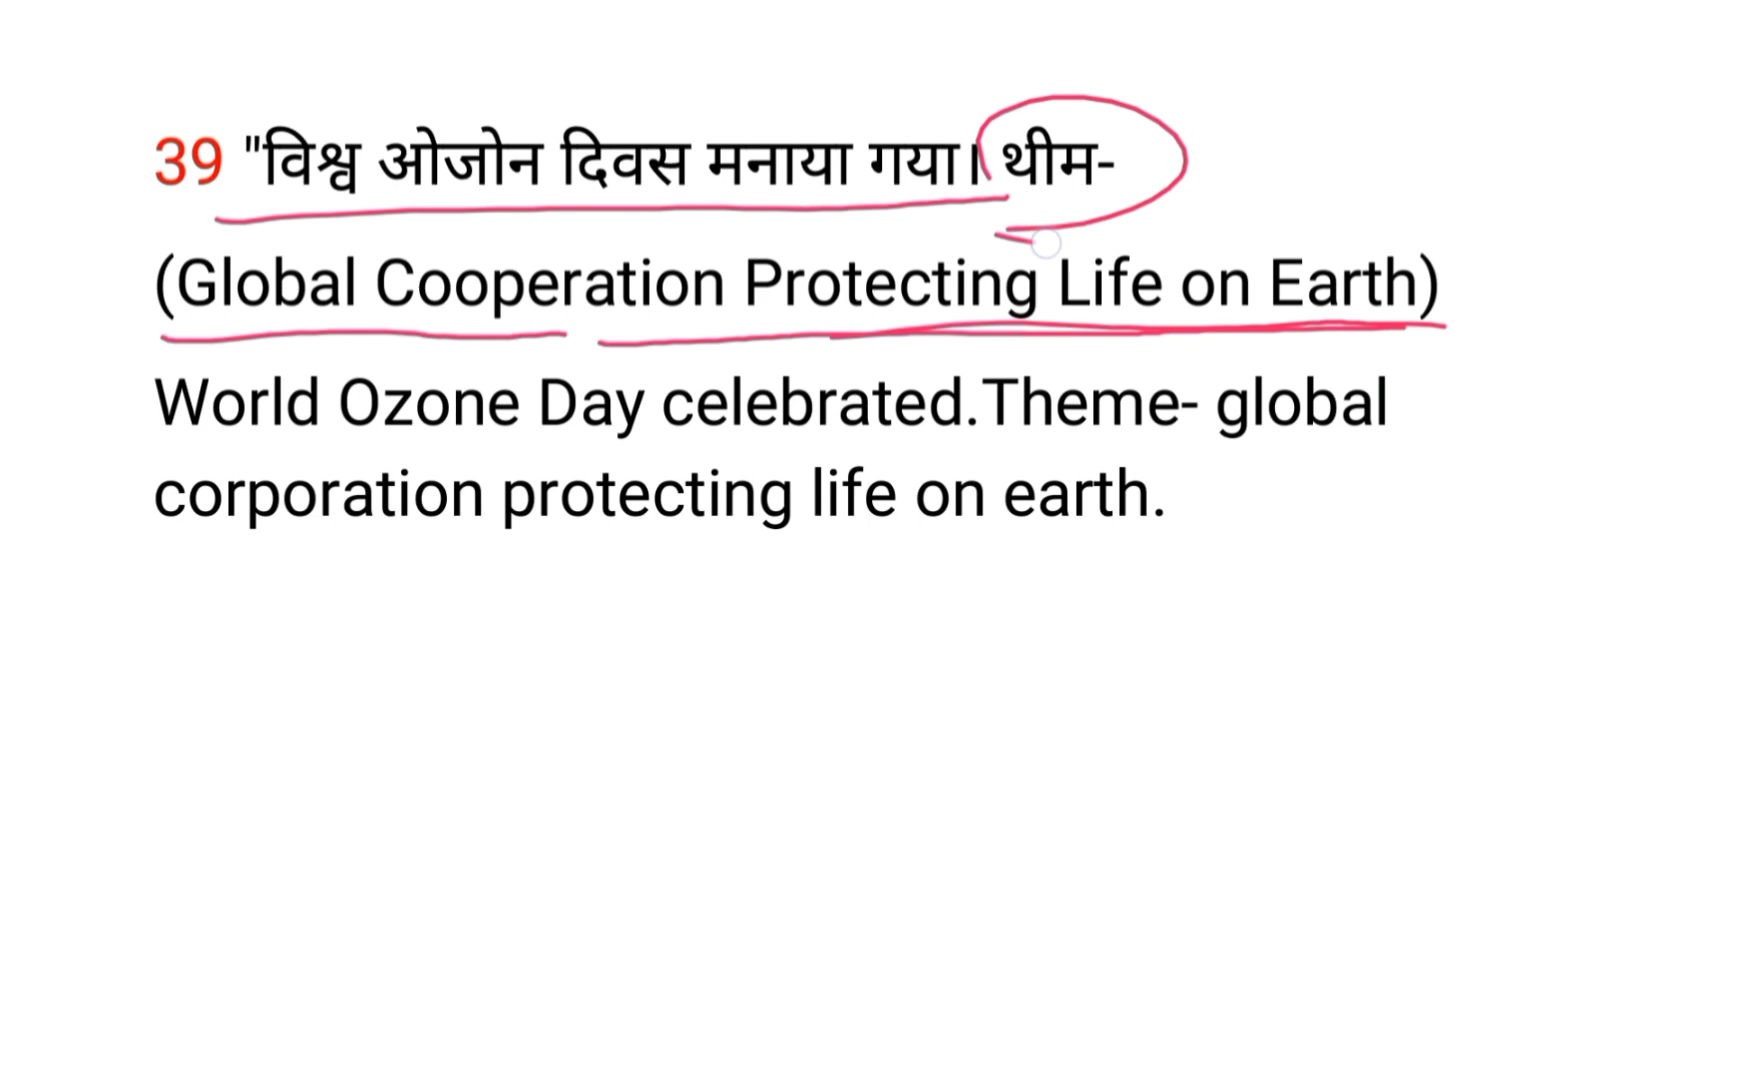 39 "विश्व ओजोन दिवस मनाया गया। थीम-
(Global Cooperation Protecting Life on Earth)
World Ozone Day celebrated.Theme- global
corporation protecting life on earth.